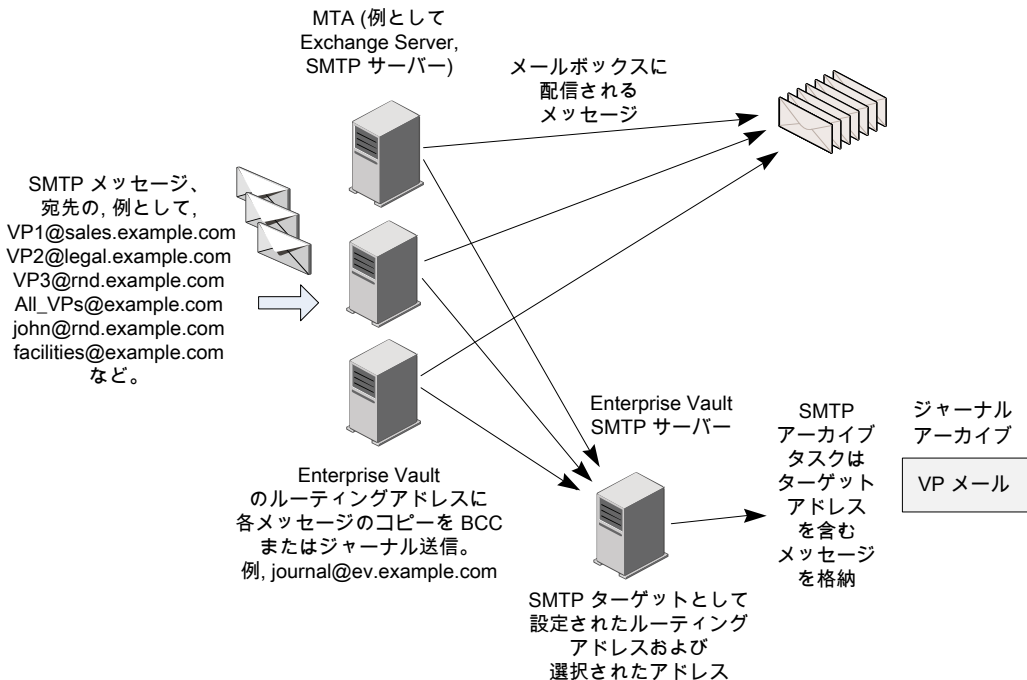 MTA (例として
Exchange Server,
SMTP サーバー)
メールボックスに
配信される
メッセージ
SMTP メッセージ、
宛先の, 例として,
VP1@sales.example.com
VP2@legal.example.com
VP3@rnd.example.com
All_VPs@example.com
john@rnd.example.com
facilities@example.com
など。
Enterprise Vault
のルーティングアドレスに
各メッセージのコピーを BCC
またはジャーナル送信。
例, journal@ev.example.com
Enterprise Vault
SMTP サーバー
SMTP ターゲットとして
設定されたルーティング
アドレスおよび
選択されたアドレス
SMTP
アーカイブ
タスクは
ターゲット
アドレス
を含む
メッセージ
を格納
ジャーナル
アーカイブ
VP メール